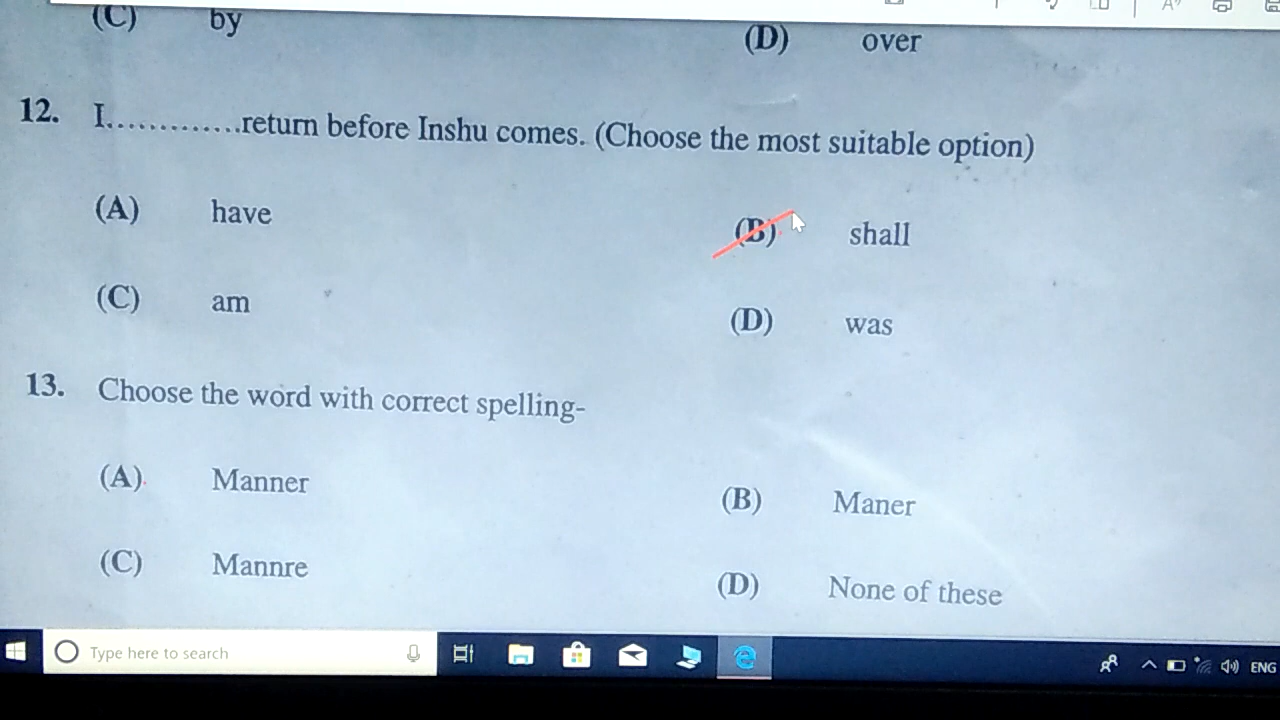 (C) by
(D) over
12. I.............return before Inshu comes. (Choose the most suitable option)
(A) have
(B) shall
(C) am
(D) was
13. Choose the word with correct spelling-
(A) Manner
(B) Maner
(C) Mannre
(D) None of these
Type here to search
ENG